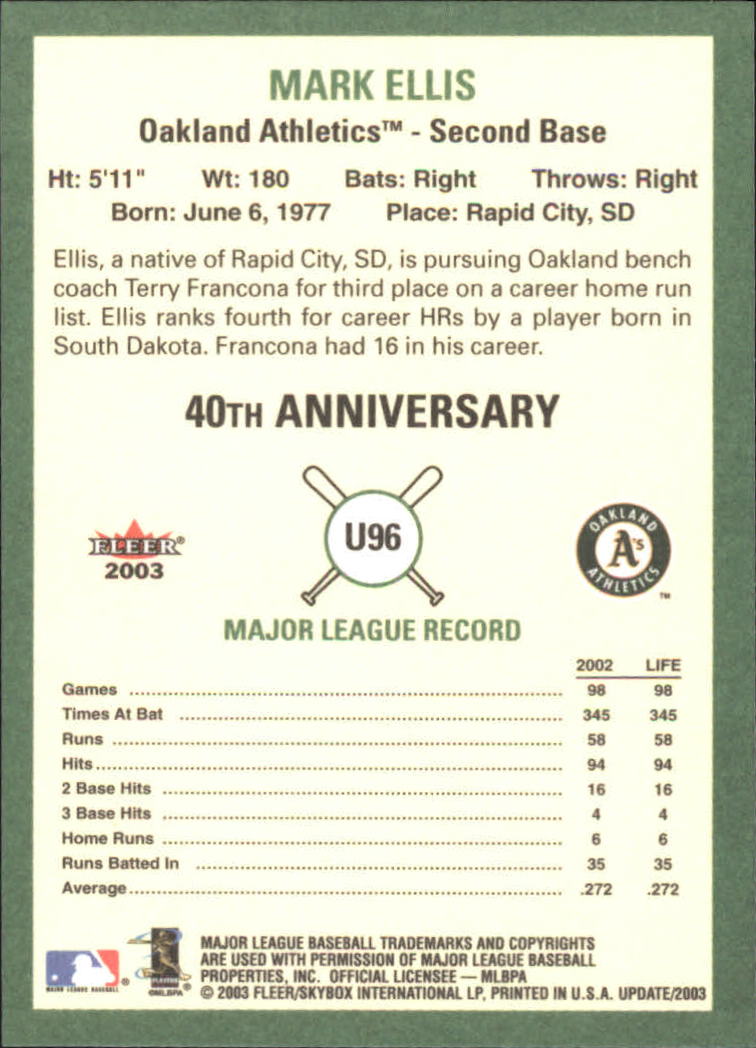 MARK ELLIS
Oakland Athletics™ - Second Base
Ht: 5'11" Wt: 180 Bats: Right Throws: Right
Born: June 6, 1977 Place: Rapid City, SD
Ellis, a native of Rapid City, SD, is pursuing Oakland bench
coach Terry Francona for third place on a career home run
list. Ellis ranks fourth for career HRs by a player born in
South Dakota. Francona had 16 in his career.
40TH ANNIVERSARY
U96
FLEER®
2003
OAKLAND
A's
ATHLETICS
™
MAJOR LEAGUE RECORD
2002 LIFE
Games 98 98
Times At Bat 345 345
Runs 58 58
Hits 94 94
2 Base Hits 16 16
3 Base Hits 4 4
Home Runs 6 6
Runs Batted In 35 35
Average .272 .272
MAJOR LEAGUE BASEBALL ®
PLAYERS
©MLBPA ®
MAJOR LEAGUE BASEBALL TRADEMARKS AND COPYRIGHTS
ARE USED WITH PERMISSION OF MAJOR LEAGUE BASEBALL
PROPERTIES, INC. OFFICIAL LICENSEE — MLBPA
© 2003 FLEER/SKYBOX INTERNATIONAL LP, PRINTED IN U.S.A. UPDATE/2003